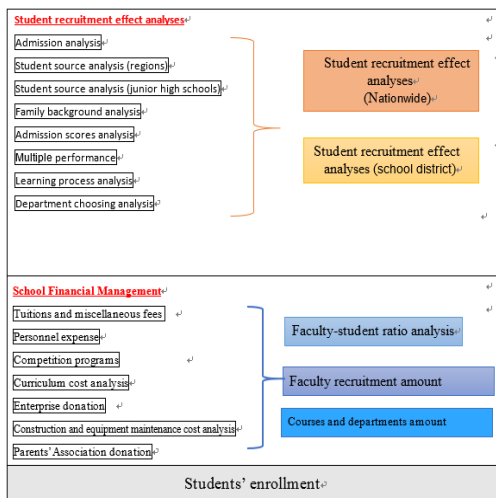 Student recruitment effect analyses
Admission analysis
Student source analysis (regions)
Student source analysis (junior high schools)
Family background analysis
Admission scores analysis
Multiple performance
Learning process analysis
Department choosing analysis
Student recruitment effect
analyses
(Nationwide)
Student recruitment effect
analyses (school district)
School Financial Management
Tuitions and miscellaneous fees
Personnel expense
Competition programs
Curriculum cost analysis
Enterprise donation
Construction and equipment maintenance cost analysis
Parents' Association donation
Faculty-student ratio analysis
Faculty recruitment amount
Courses and departments amount
Students' enrollment